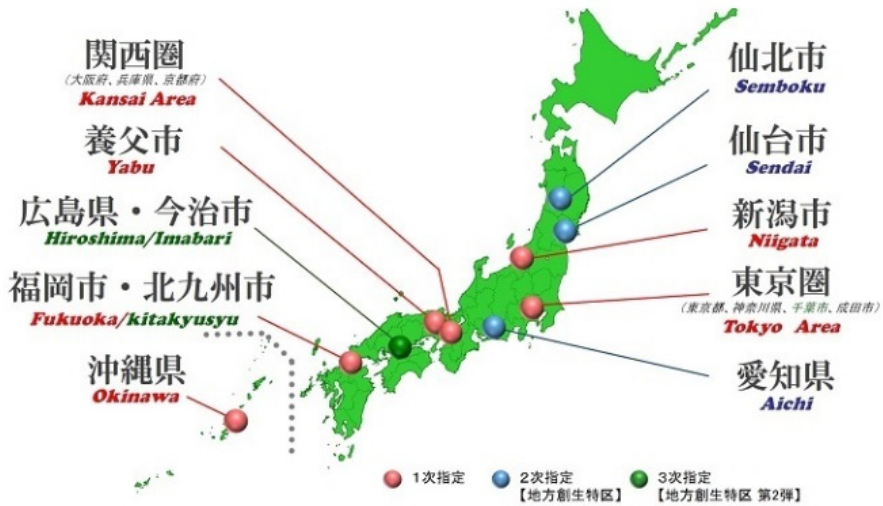 関西圏
(大阪府、兵庫県、京都府)
Kansai Area
養父市
Yabu
広島県・今治市
Hiroshima/Imabari
福岡市・北九州市
Fukuoka/kitakyusyu
沖縄県
Okinawa
仙北市
Semboku
仙台市
Sendai
新潟市
Niigata
東京圏
(東京都、神奈川県、千葉市、成田市)
Tokyo Area
愛知県
Aichi
1次指定
2次指定
【地方創生特区】
3次指定
【地方創生特区 第2弾】